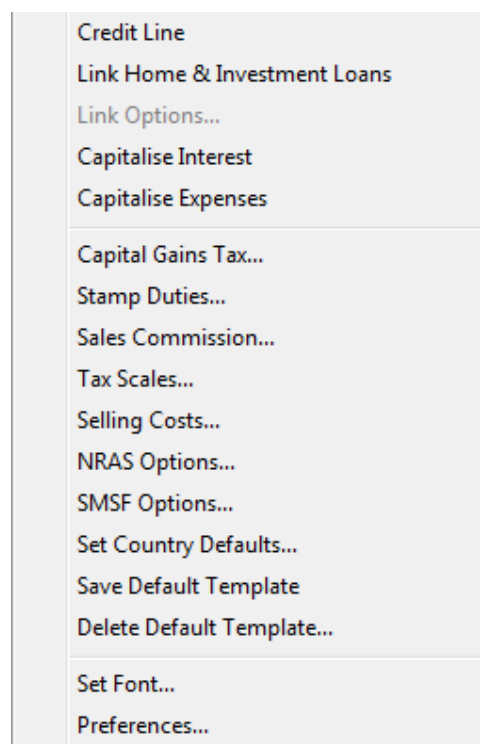 Credit Line
Link Home & Investment Loans
Link Options...
Capitalise Interest
Capitalise Expenses
Capital Gains Tax...
Stamp Duties...
Sales Commission...
Tax Scales...
Selling Costs...
NRAS Options...
SMSF Options...
Set Country Defaults...
Save Default Template
Delete Default Template...
Set Font...
Preferences...